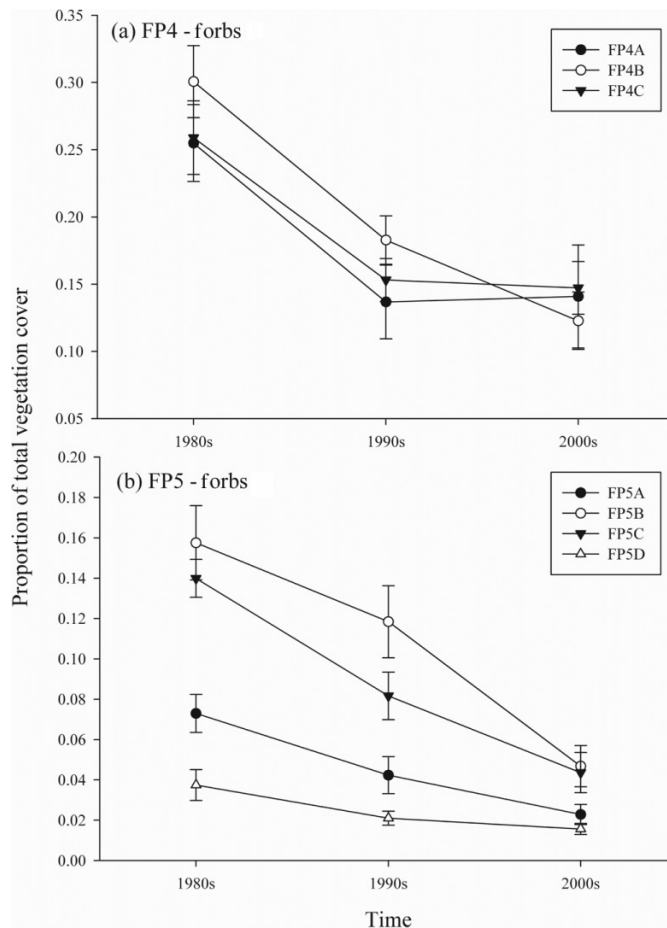 (a) FP4 - forbs
FP4A
FP4B
FP4C
0.35
0.30
0.25
0.20
0.15
0.10
0.05
1980s
1990s
2000s
Proportion of total vegetation cover
(b) FP5 - forbs
FP5A
FP5B
FP5C
FP5D
0.20
0.18
0.16
0.14
0.12
0.10
0.08
0.06
0.04
0.02
0.00
1980s
1990s
2000s
Time